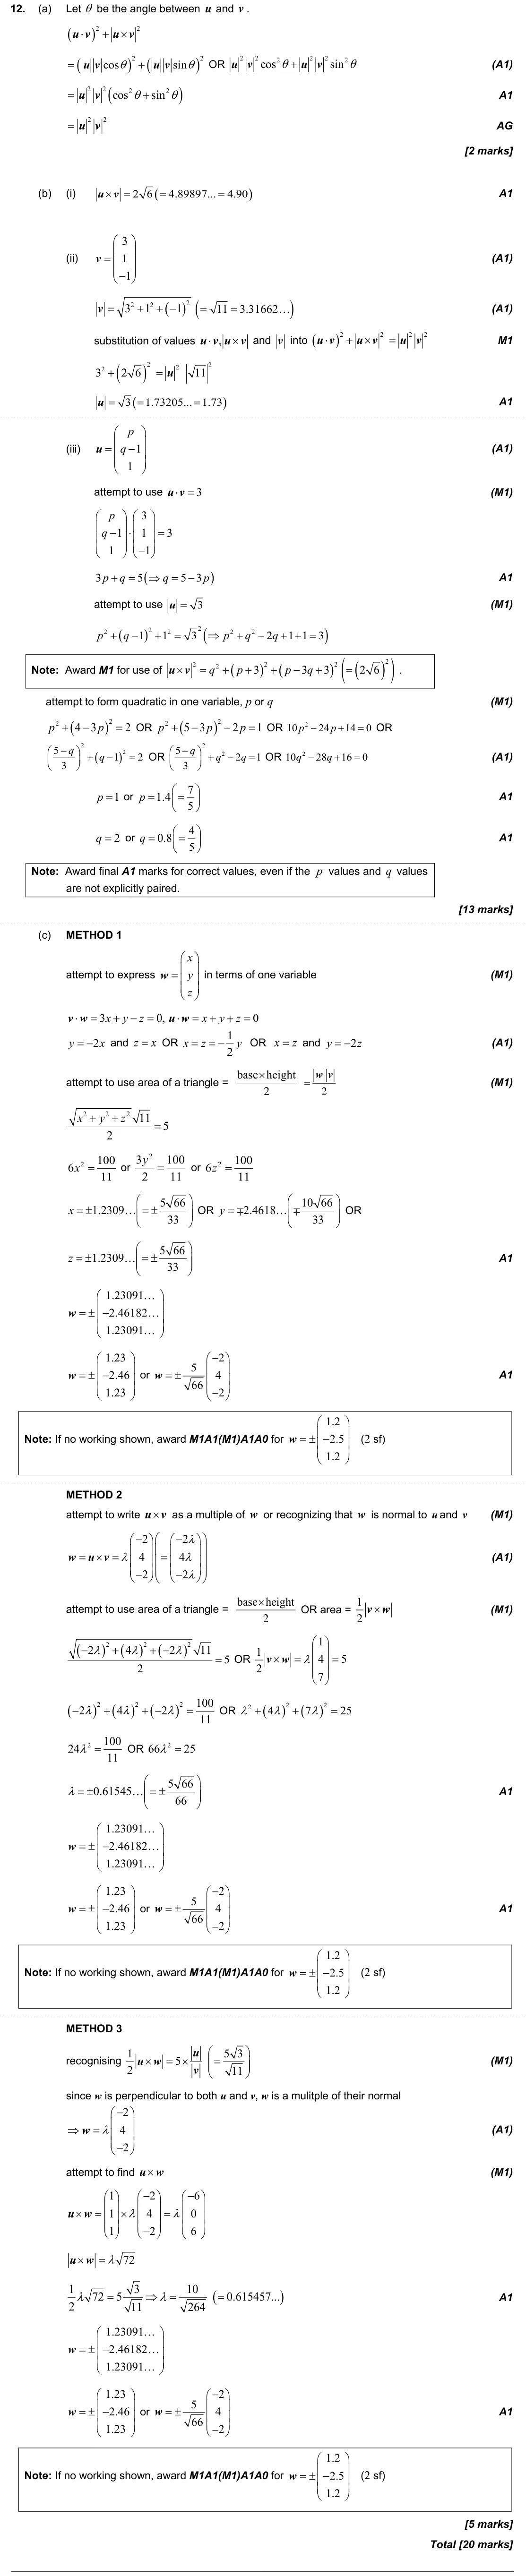 12. (a) Let θ be the angle between u and v .
(u·v)² + |u×v|²
= (|u||v|cosθ)² + (|u||v|sinθ)² OR |u|²|v|² cos²θ + |u|²|v|² sin²θ (A1)
= |u|²|v|² (cos²θ + sin²θ) A1
= |u|²|v|² AG
[2 marks]
(b) (i) |u×v| = 2√6 (= 4.89897... = 4.90) A1
(ii) v = (3, 1, −1) (A1)
|v| = √(3² + 1² + (−1)²) (= √11 = 3.31662…) (A1)
substitution of values u·v, |u×v| and |v| into (u·v)² + |u×v|² = |u|²|v|² M1
3² + (2√6)² = |u|² |√11|²
|u| = √3 (= 1.73205... = 1.73) A1
(iii) u = (p, q−1, 1) (A1)
attempt to use u·v = 3 (M1)
(p, q−1, 1) · (3, 1, −1) = 3
3p + q = 5 (⇒ q = 5 − 3p) A1
attempt to use |u| = √3 (M1)
p² + (q−1)² + 1² = √3² (⇒ p² + q² − 2q + 1 + 1 = 3)
Note: Award M1 for use of |u×v|² = q² + (p+3)² + (p−3q+3)² (= (2√6)²) .
attempt to form quadratic in one variable, p or q (M1)
p² + (4−3p)² = 2 OR p² + (5−3p)² − 2p = 1 OR 10p² − 24p + 14 = 0 OR
((5−q)/3)² + (q−1)² = 2 OR ((5−q)/3)² + q² − 2q = 1 OR 10q² − 28q + 16 = 0 (A1)
p = 1 or p = 1.4 (= 7/5) A1
q = 2 or q = 0.8 (= 4/5) A1
Note: Award final A1 marks for correct values, even if the p values and q values
are not explicitly paired.
[13 marks]
(c) METHOD 1
attempt to express w = (x, y, z) in terms of one variable (M1)
v·w = 3x + y − z = 0, u·w = x + y + z = 0
y = −2x and z = x OR x = z = −1/2 y OR x = z and y = −2z (A1)
attempt to use area of a triangle = base×height/2 = |w||v|/2 (M1)
√(x² + y² + z²) √11 / 2 = 5
6x² = 100/11 or 3y²/2 = 100/11 or 6z² = 100/11
x = ±1.2309… (= ± 5√66/33) OR y = ∓2.4618… (∓ 10√66/33) OR
z = ±1.2309… (= ± 5√66/33) A1
w = ± (1.23091…, −2.46182…, 1.23091…)
w = ± (1.23, −2.46, 1.23) or w = ± 5/√66 (−2, 4, −2) A1
Note: If no working shown, award M1A1(M1)A1A0 for w = ± (1.2, −2.5, 1.2) (2 sf)
METHOD 2
attempt to write u×v as a multiple of w or recognizing that w is normal to u and v (M1)
w = u×v = λ (−2, 4, −2) (= (−2λ, 4λ, −2λ)) (A1)
attempt to use area of a triangle = base×height/2 OR area = 1/2 |v×w| (M1)
√((−2λ)² + (4λ)² + (−2λ)²) √11 / 2 = 5 OR 1/2 |v×w| = λ (1, 4, 7) = 5
(−2λ)² + (4λ)² + (−2λ)² = 100/11 OR λ² + (4λ)² + (7λ)² = 25
24λ² = 100/11 OR 66λ² = 25
λ = ±0.61545… (= ± 5√66/66) A1
w = ± (1.23091…, −2.46182…, 1.23091…)
w = ± (1.23, −2.46, 1.23) or w = ± 5/√66 (−2, 4, −2) A1
Note: If no working shown, award M1A1(M1)A1A0 for w = ± (1.2, −2.5, 1.2) (2 sf)
METHOD 3
recognising 1/2 |u×w| = 5 × |u|/|v| (= 5√3/√11) (M1)
since w is perpendicular to both u and v, w is a mulitple of their normal
⇒ w = λ (−2, 4, −2) (A1)
attempt to find u×w (M1)
u×w = (1, 1, 1) × λ (−2, 4, −2) = λ (−6, 0, 6)
|u×w| = λ√72
1/2 λ√72 = 5 √3/√11 ⇒ λ = 10/√264 (= 0.615457...) A1
w = ± (1.23091…, −2.46182…, 1.23091…)
w = ± (1.23, −2.46, 1.23) or w = ± 5/√66 (−2, 4, −2) A1
Note: If no working shown, award M1A1(M1)A1A0 for w = ± (1.2, −2.5, 1.2) (2 sf)
[5 marks]
Total [20 marks]